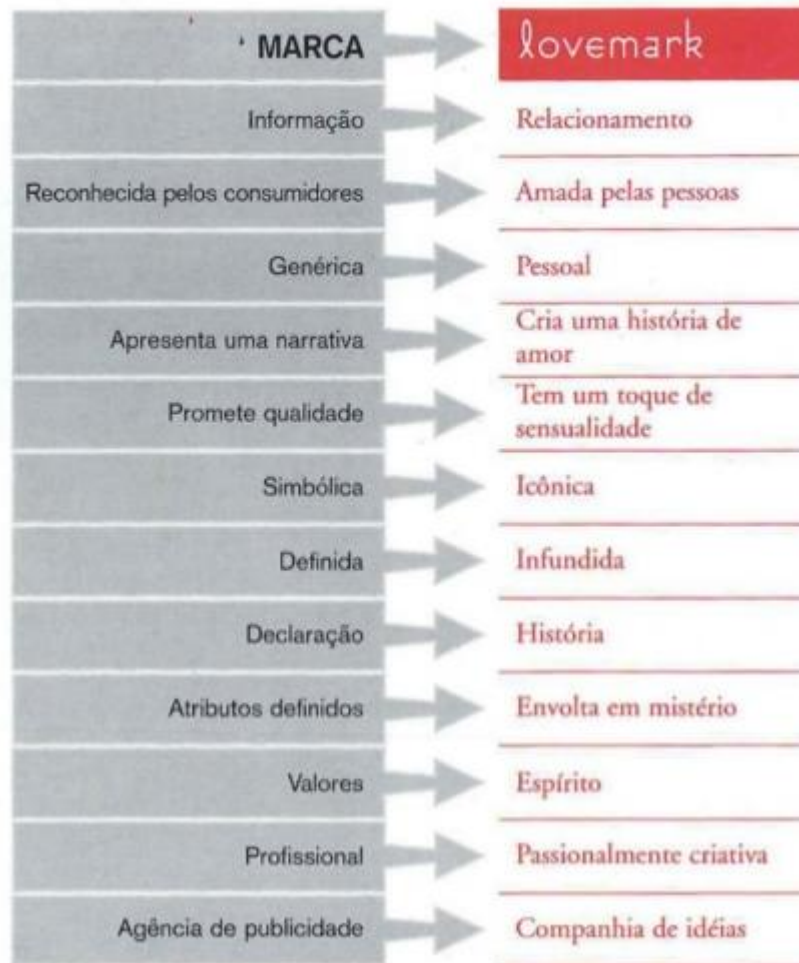 MARCA lovemark
Informação Relacionamento
Reconhecida pelos consumidores Amada pelas pessoas
Genérica Pessoal
Apresenta uma narrativa Cria uma história de
amor
Promete qualidade Tem um toque de
sensualidade
Simbólica Icônica
Definida Infundida
Declaração História
Atributos definidos Envolta em mistério
Valores Espírito
Profissional Passionalmente criativa
Agência de publicidade Companhia de idéias